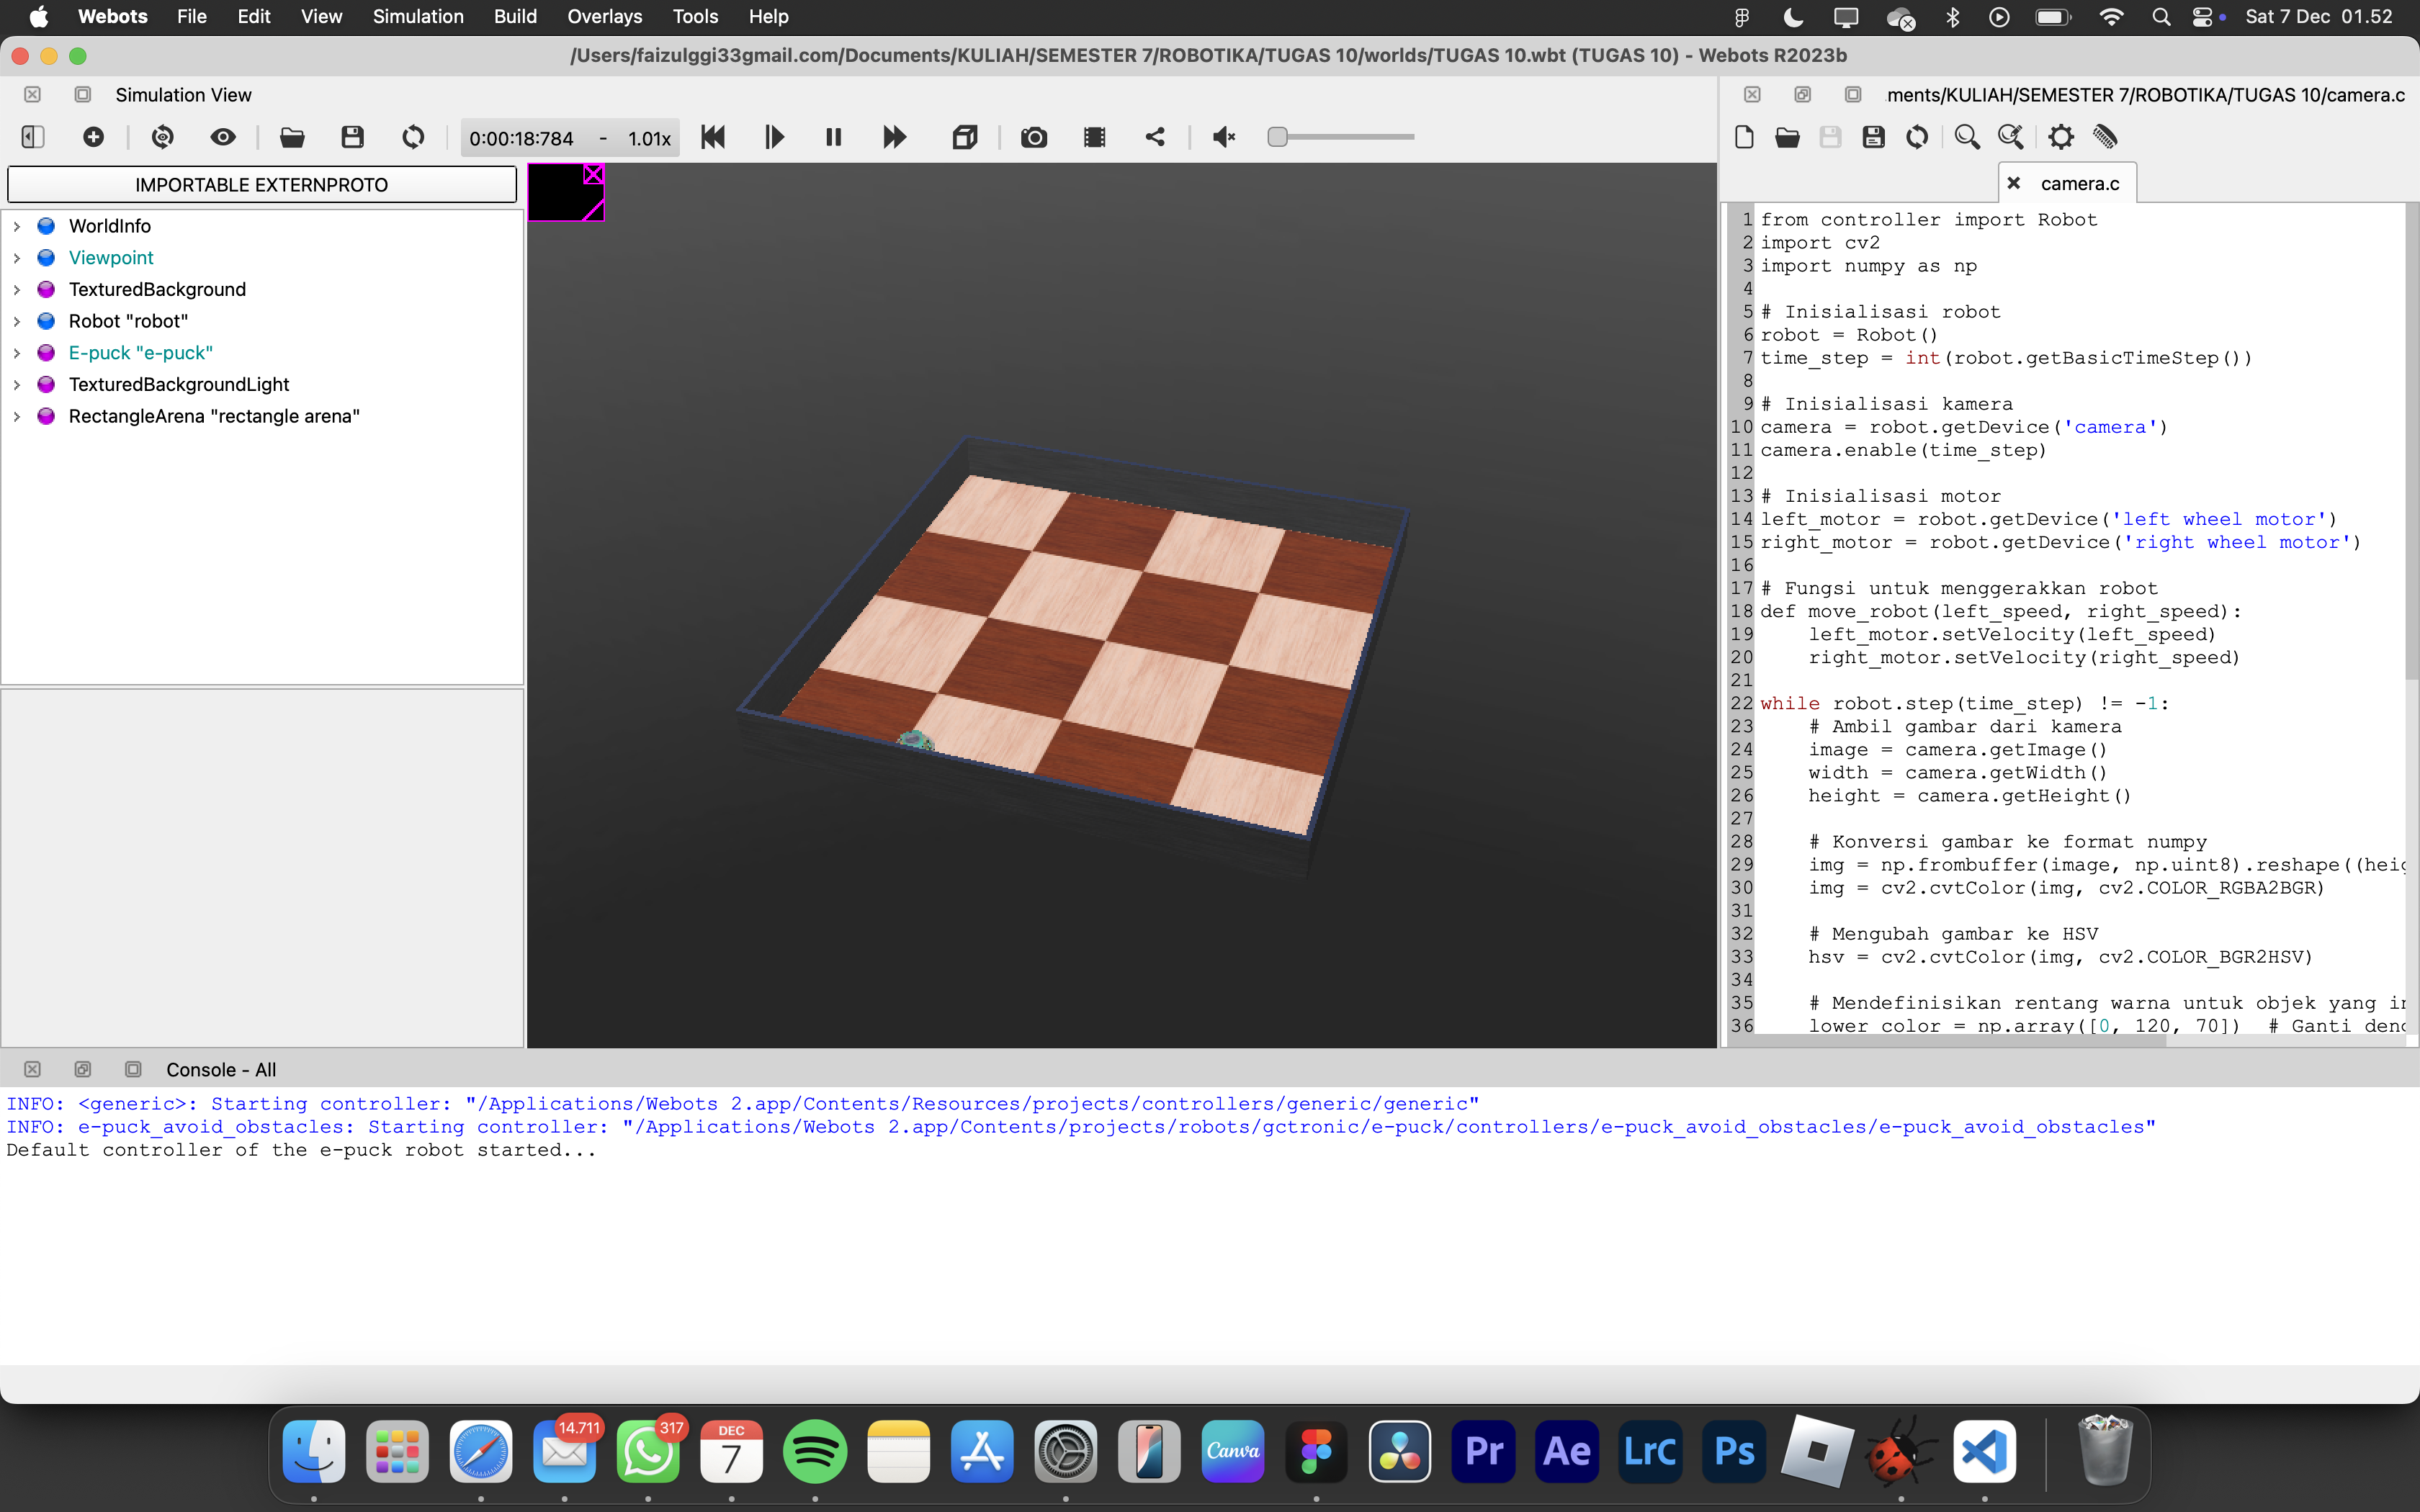 Webots File Edit View Simulation Build Overlays Tools Help Sat 7 Dec 01.52
/Users/faizulggi33gmail.com/Documents/KULIAH/SEMESTER 7/ROBOTIKA/TUGAS 10/worlds/TUGAS 10.wbt (TUGAS 10) - Webots R2023b
Simulation View
0:00:18:784 - 1.01x
IMPORTABLE EXTERNPROTO
WorldInfo
Viewpoint
TexturedBackground
Robot "robot"
E-puck "e-puck"
TexturedBackgroundLight
RectangleArena "rectangle arena"
ments/KULIAH/SEMESTER 7/ROBOTIKA/TUGAS 10/camera.c
camera.c
1 from controller import Robot
2 import cv2
3 import numpy as np
4
5 # Inisialisasi robot
6 robot = Robot()
7 time_step = int(robot.getBasicTimeStep())
8
9 # Inisialisasi kamera
10 camera = robot.getDevice('camera')
11 camera.enable(time_step)
12
13 # Inisialisasi motor
14 left_motor = robot.getDevice('left wheel motor')
15 right_motor = robot.getDevice('right wheel motor')
16
17 # Fungsi untuk menggerakkan robot
18 def move_robot(left_speed, right_speed):
19     left_motor.setVelocity(left_speed)
20     right_motor.setVelocity(right_speed)
21
22 while robot.step(time_step) != -1:
23     # Ambil gambar dari kamera
24     image = camera.getImage()
25     width = camera.getWidth()
26     height = camera.getHeight()
27
28     # Konversi gambar ke format numpy
29     img = np.frombuffer(image, np.uint8).reshape((heig
30     img = cv2.cvtColor(img, cv2.COLOR_RGBA2BGR)
31
32     # Mengubah gambar ke HSV
33     hsv = cv2.cvtColor(img, cv2.COLOR_BGR2HSV)
34
35     # Mendefinisikan rentang warna untuk objek yang in
36     lower_color = np.array([0, 120, 70])  # Ganti deng
Console - All
INFO: <generic>: Starting controller: "/Applications/Webots 2.app/Contents/Resources/projects/controllers/generic/generic"
INFO: e-puck_avoid_obstacles: Starting controller: "/Applications/Webots 2.app/Contents/projects/robots/gctronic/e-puck/controllers/e-puck_avoid_obstacles/e-puck_avoid_obstacles"
Default controller of the e-puck robot started...
14.711
317
DEC
7
Canva
Pr
Ae
LrC
Ps